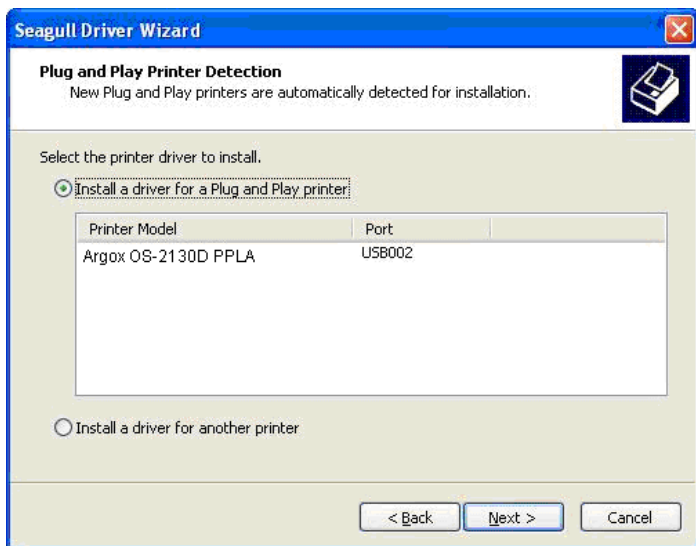 Seagull Driver Wizard
Plug and Play Printer Detection
New Plug and Play printers are automatically detected for installation.
Select the printer driver to install.
Install a driver for a Plug and Play printer
Printer Model Port
Argox OS-2130D PPLA USB002
Install a driver for another printer
< Back Next > Cancel